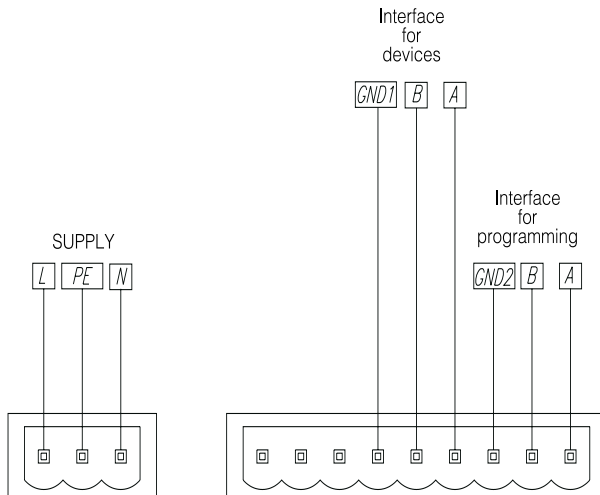 Interface
for
devices
GND1 B A
Interface
for
programming
GND2 B A
SUPPLY
L PE N